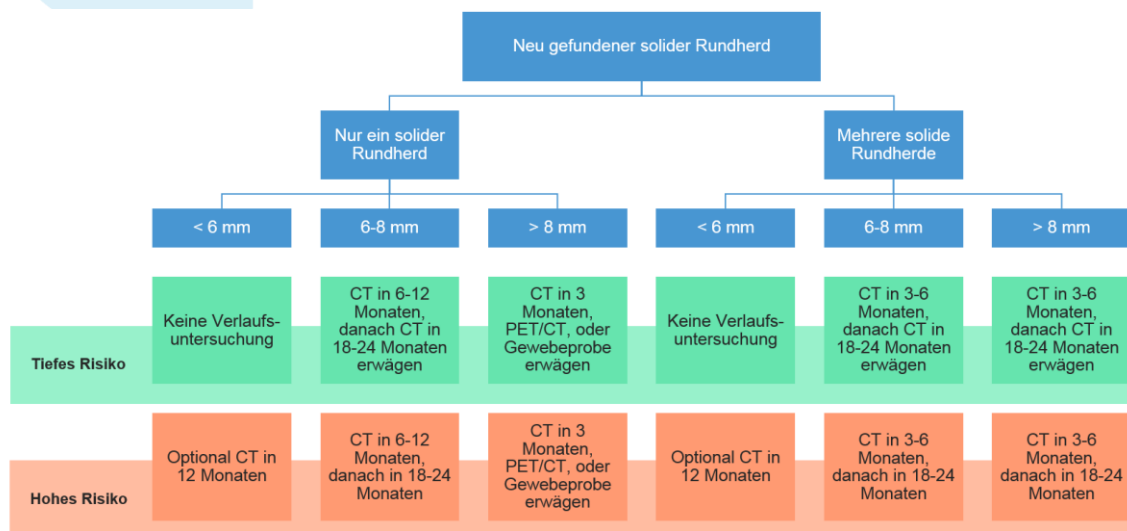 Neu gefundener solider Rundherd
Nur ein solider
Rundherd
Mehrere solide
Rundherde
< 6 mm
6-8 mm
> 8 mm
< 6 mm
6-8 mm
> 8 mm
Tiefes Risiko
Keine Verlaufs-
untersuchung
CT in 6-12
Monaten,
danach CT in
18-24 Monaten
erwägen
CT in 3
Monaten,
PET/CT, oder
Gewebeprobe
erwägen
Keine Verlaufs-
untersuchung
CT in 3-6
Monaten,
danach CT in
18-24 Monaten
erwägen
CT in 3-6
Monaten,
danach CT in
18-24 Monaten
erwägen
Hohes Risiko
Optional CT in
12 Monaten
CT in 6-12
Monaten,
danach in 18-24
Monaten
CT in 3
Monaten,
PET/CT, oder
Gewebeprobe
erwägen
Optional CT in
12 Monaten
CT in 3-6
Monaten,
danach in 18-24
Monaten
CT in 3-6
Monaten,
danach in 18-24
Monaten